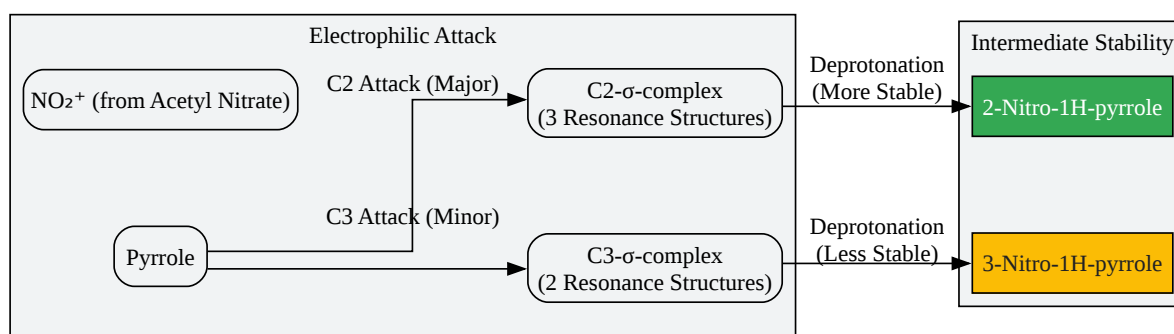 Electrophilic Attack
NO₂⁺ (from Acetyl Nitrate)
C2 Attack (Major)
C2-σ-complex
(3 Resonance Structures)
Deprotonation
(More Stable)
Intermediate Stability
2-Nitro-1H-pyrrole
Pyrrole
C3 Attack (Minor)
C3-σ-complex
(2 Resonance Structures)
Deprotonation
(Less Stable)
3-Nitro-1H-pyrrole